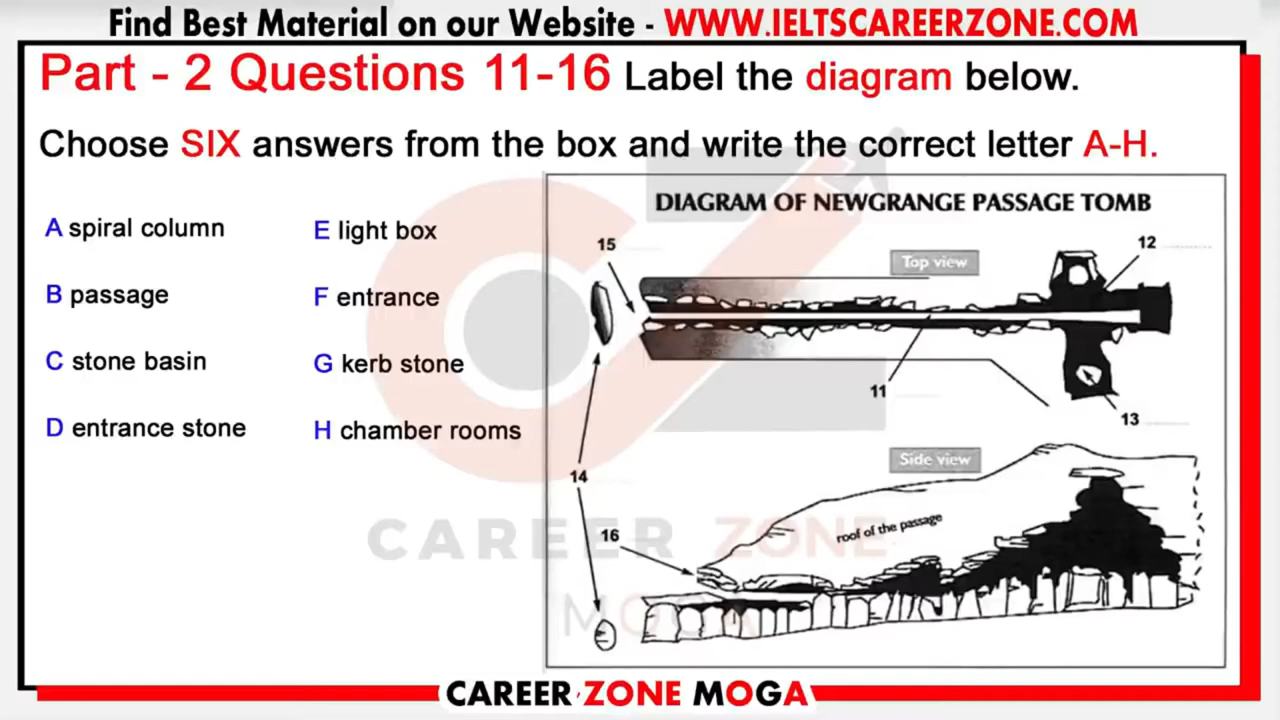 Find Best Material on our Website - WWW.IELTSCAREERZONE.COM
Part - 2 Questions 11-16 Label the diagram below.
Choose SIX answers from the box and write the correct letter A-H.
A spiral column
B passage
C stone basin
D entrance stone
E light box
F entrance
G kerb stone
H chamber rooms
DIAGRAM OF NEWGRANGE PASSAGE TOMB
15
Top view
12
11
13
14
Side view
16
roof of the passage
CAREER ZONE
MOGA
CAREER ZONE MOGA